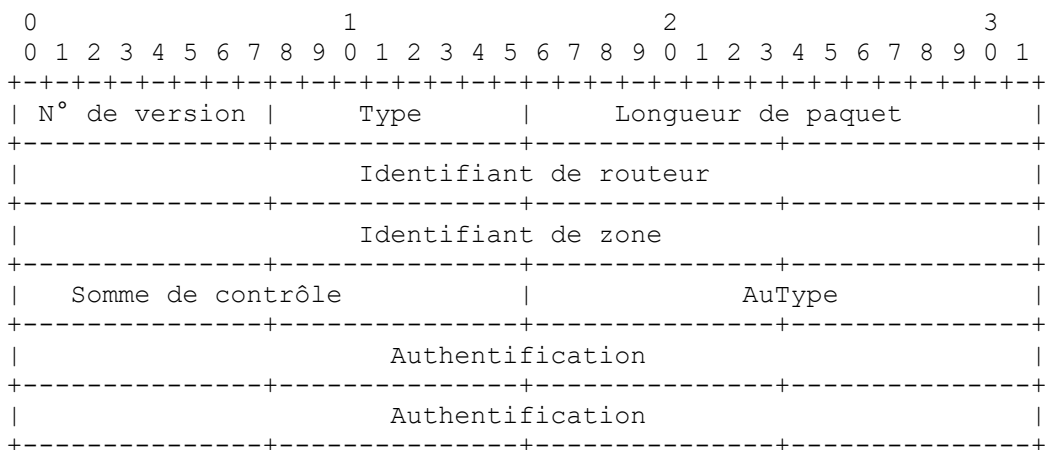 0                   1                   2                   3
0 1 2 3 4 5 6 7 8 9 0 1 2 3 4 5 6 7 8 9 0 1 2 3 4 5 6 7 8 9 0 1
+-+-+-+-+-+-+-+-+-+-+-+-+-+-+-+-+-+-+-+-+-+-+-+-+-+-+-+-+-+-+-+-+
| N° de version |     Type      |     Longueur de paquet        |
+---------------+---------------+---------------+---------------+
|                     Identifiant de routeur                    |
+---------------+---------------+---------------+---------------+
|                     Identifiant de zone                       |
+---------------+---------------+---------------+---------------+
|   Somme de contrôle           |             AuType            |
+---------------+---------------+---------------+---------------+
|                       Authentification                        |
+---------------+---------------+---------------+---------------+
|                       Authentification                        |
+---------------+---------------+---------------+---------------+